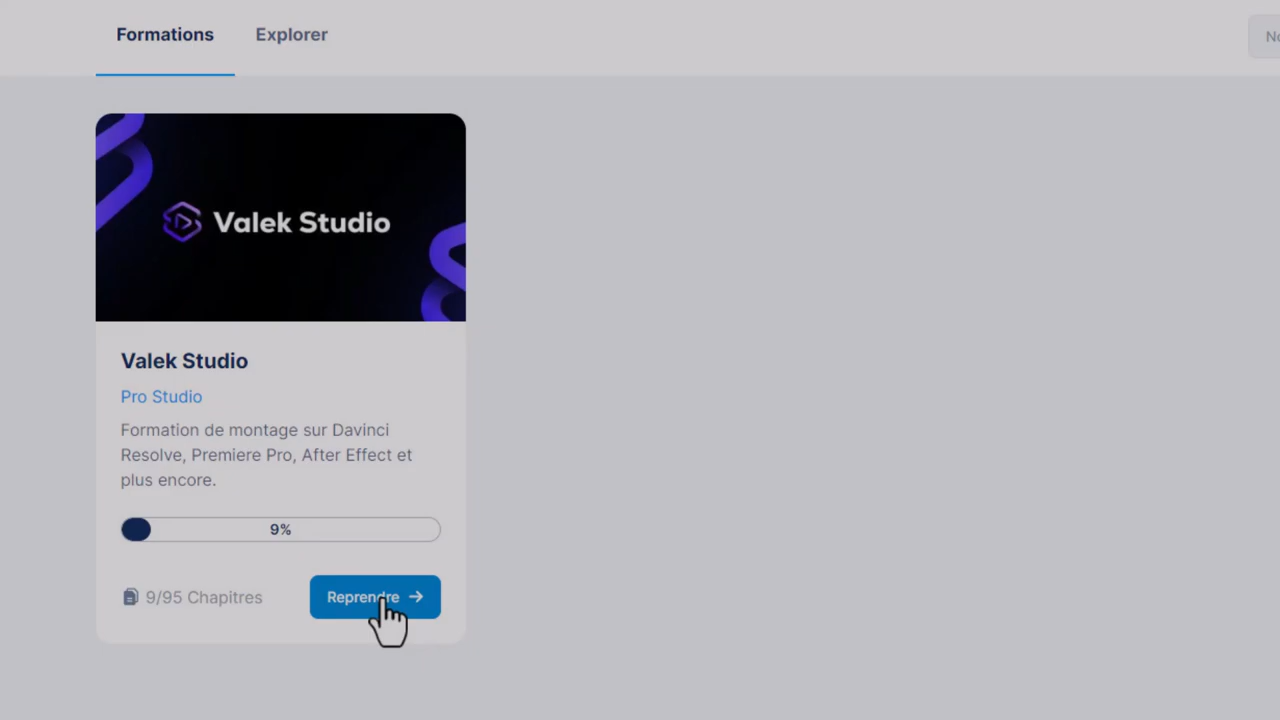 Formations
Explorer
Valek Studio
Valek Studio
Pro Studio
Formation de montage sur Davinci
Resolve, Premiere Pro, After Effect et
plus encore.
9%
9/95 Chapitres
Reprendre →